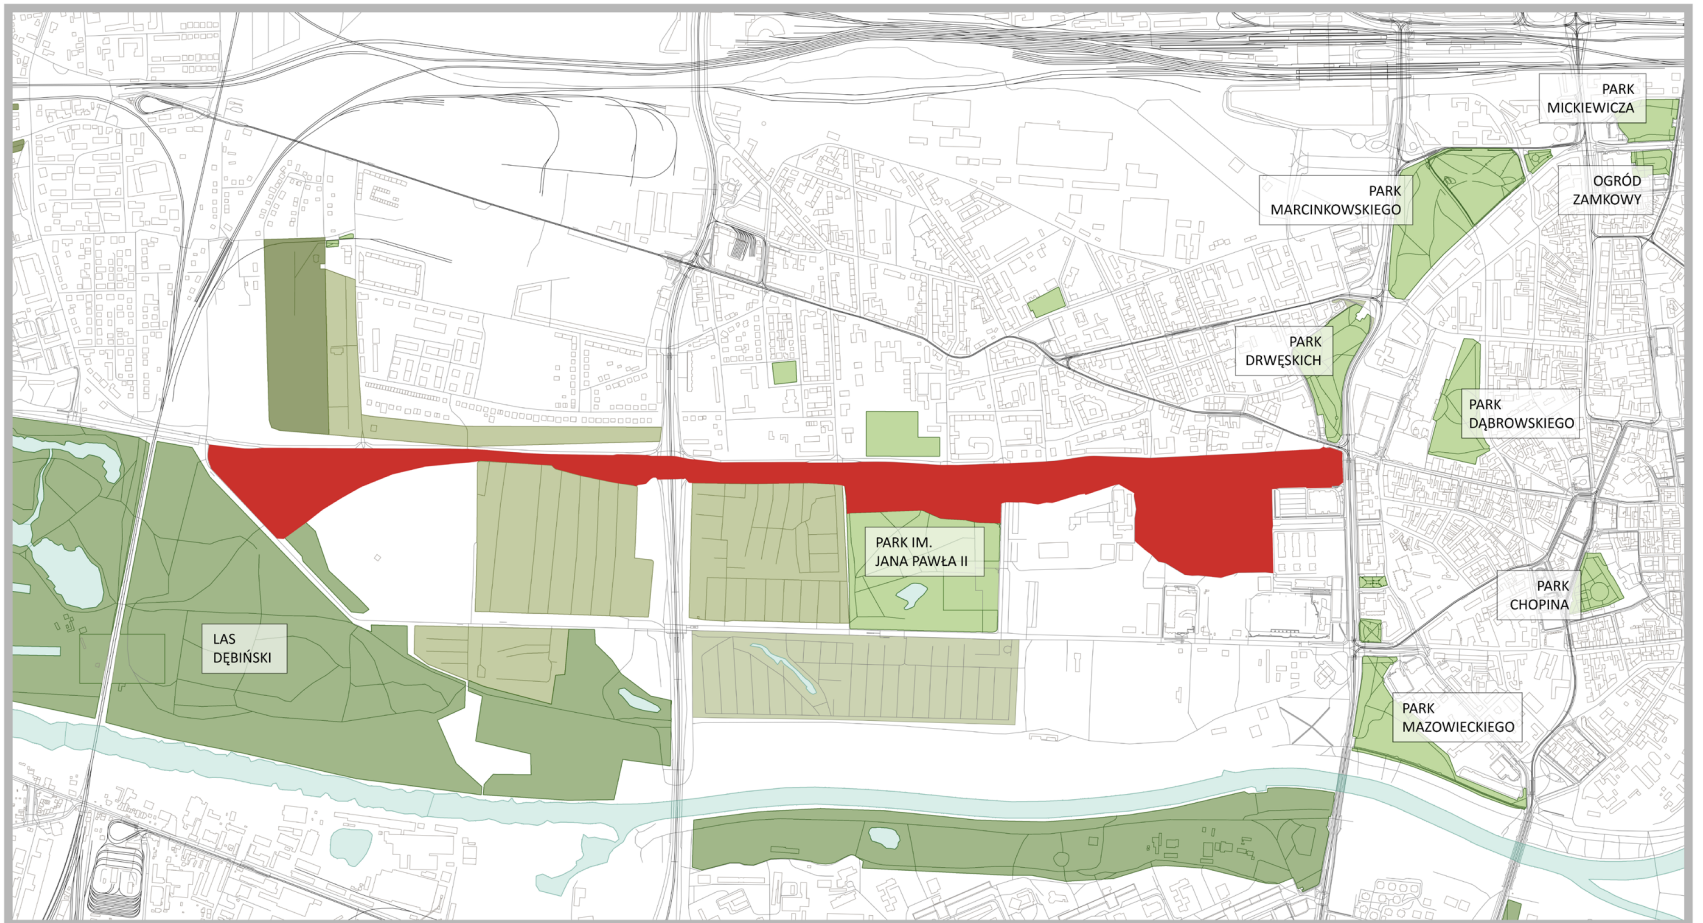 PARK
MICKIEWICZA
OGRÓD
ZAMKOWY
PARK
MARCINKOWSKIEGO
PARK
DRWĘSKICH
PARK
DĄBROWSKIEGO
PARK IM.
JANA PAWŁA II
PARK
CHOPINA
LAS
DĘBIŃSKI
PARK
MAZOWIECKIEGO